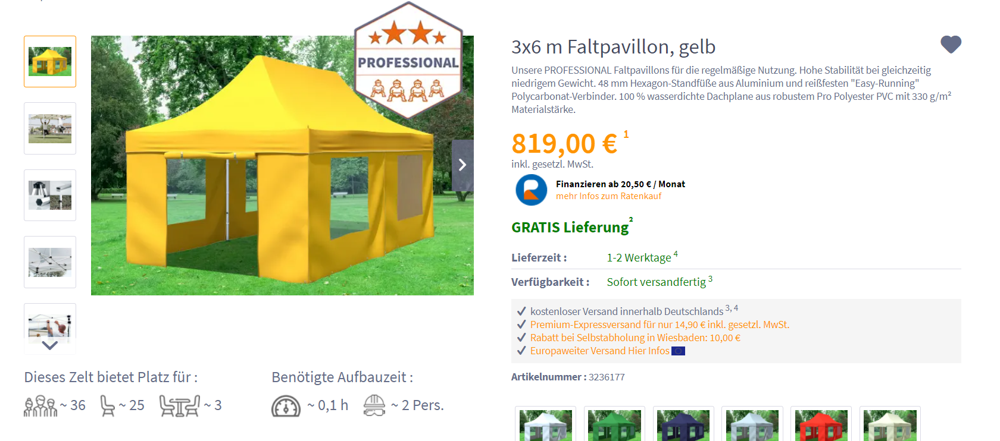 PROFESSIONAL
3x6 m Faltpavillon, gelb
Unsere PROFESSIONAL Faltpavillons für die regelmäßige Nutzung. Hohe Stabilität bei gleichzeitig
niedrigem Gewicht. 48 mm Hexagon-Standfüße aus Aluminium und reißfesten "Easy-Running"
Polycarbonat-Verbinder. 100 % wasserdichte Dachplane aus robustem Pro Polyester PVC mit 330 g/m²
Materialstärke.
819,00 € 1
inkl. gesetzl. MwSt.
Finanzieren ab 20,50 € / Monat
mehr Infos zum Ratenkauf
GRATIS Lieferung²
Lieferzeit : 1-2 Werktage 4
Verfügbarkeit : Sofort versandfertig 3
kostenloser Versand innerhalb Deutschlands 3, 4
Premium-Expressversand für nur 14,90 € inkl. gesetzl. MwSt.
Rabatt bei Selbstabholung in Wiesbaden: 10,00 €
Europaweiter Versand Hier Infos
Artikelnummer : 3236177
Dieses Zelt bietet Platz für :
~ 36 ~ 25 ~ 3
Benötigte Aufbauzeit :
~ 0,1 h ~ 2 Pers.